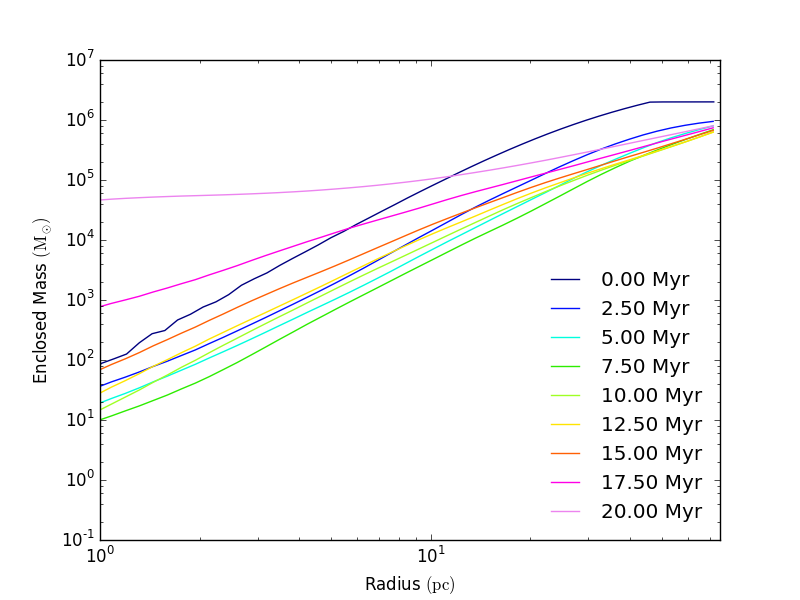 10^7
10^6
10^5
10^4
10^3
10^2
10^1
10^0
10^-1
Enclosed Mass (M_⊙)
0.00 Myr
2.50 Myr
5.00 Myr
7.50 Myr
10.00 Myr
12.50 Myr
15.00 Myr
17.50 Myr
20.00 Myr
10^0 10^1
Radius (pc)